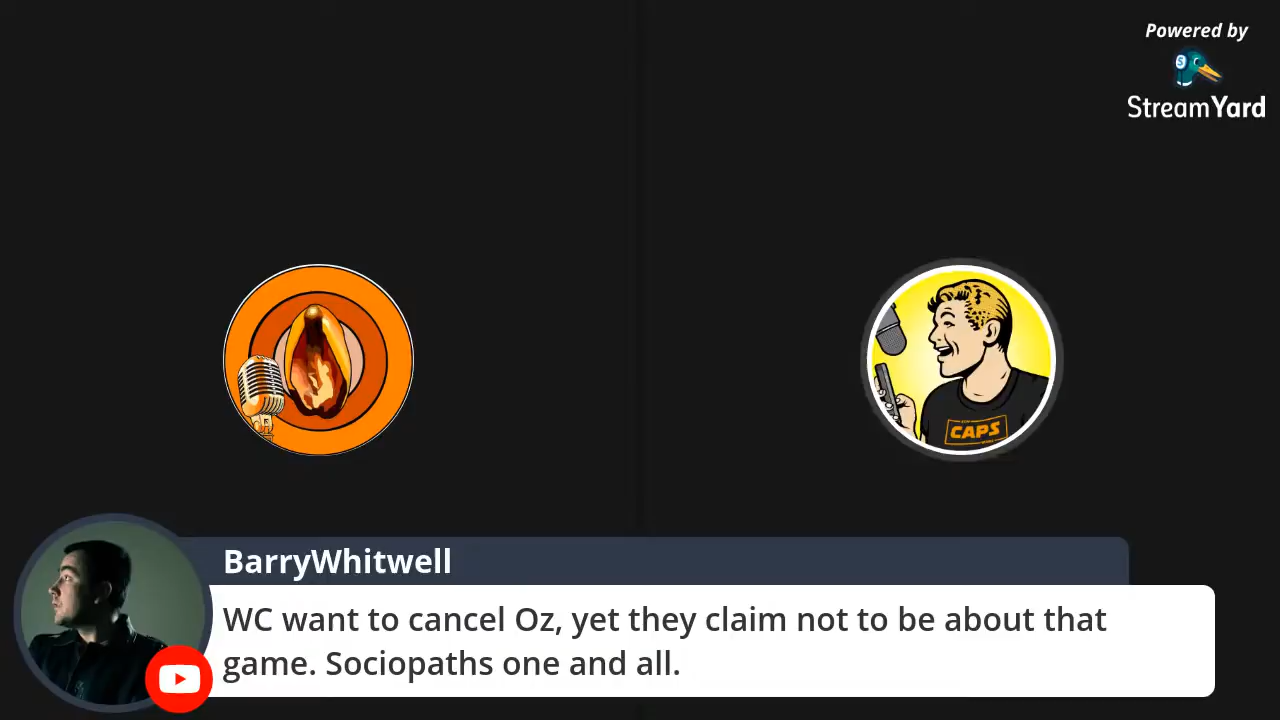 Powered by
StreamYard
CAPS
BarryWhitwell
WC want to cancel Oz, yet they claim not to be about that
game. Sociopaths one and all.